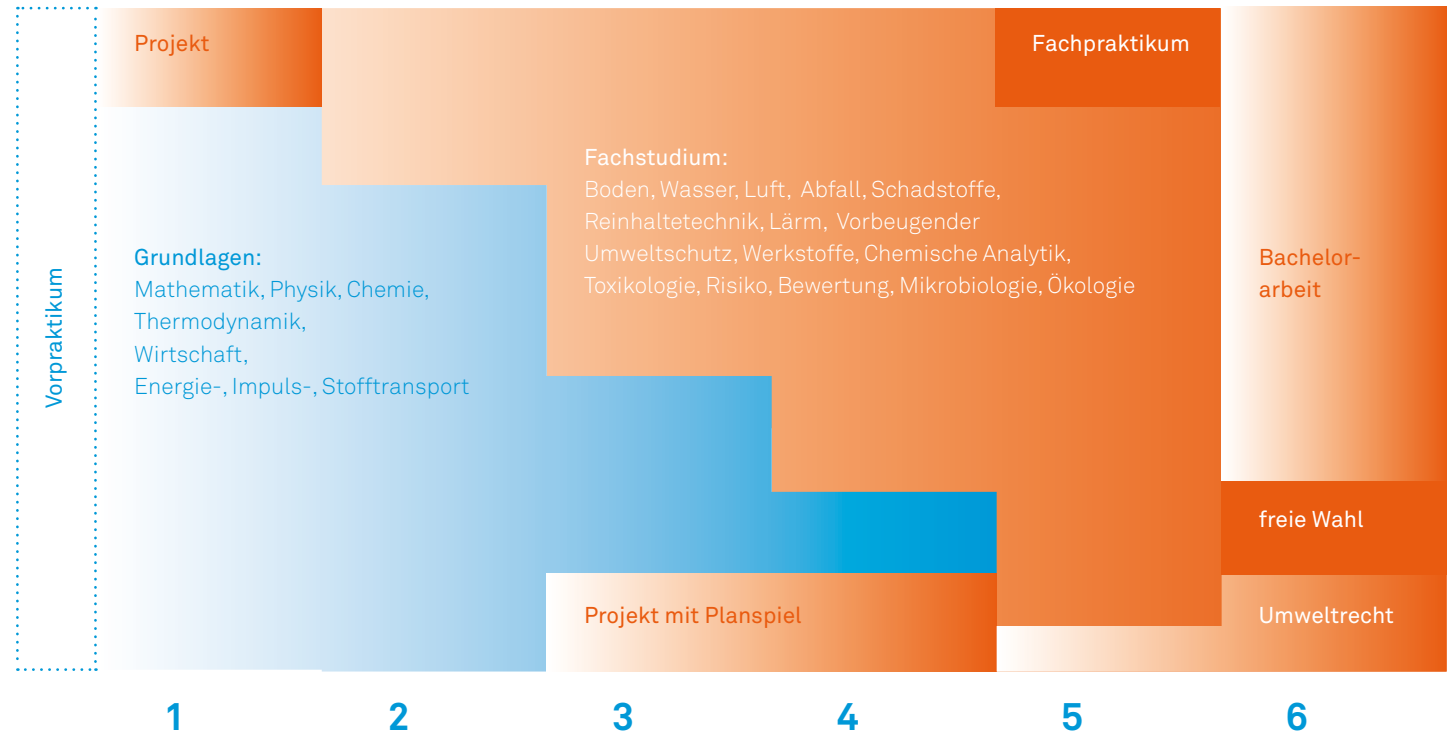 Projekt
Fachpraktikum
Fachstudium:
Boden, Wasser, Luft, Abfall, Schadstoffe,
Reinhaltetechnik, Lärm, Vorbeugender
Umweltschutz, Werkstoffe, Chemische Analytik,
Toxikologie, Risiko, Bewertung, Mikrobiologie, Ökologie
Vorpraktikum
Grundlagen:
Mathematik, Physik, Chemie,
Thermodynamik,
Wirtschaft,
Energie-, Impuls-, Stofftransport
Bachelor-
arbeit
freie Wahl
Projekt mit Planspiel
Umweltrecht
1 2 3 4 5 6